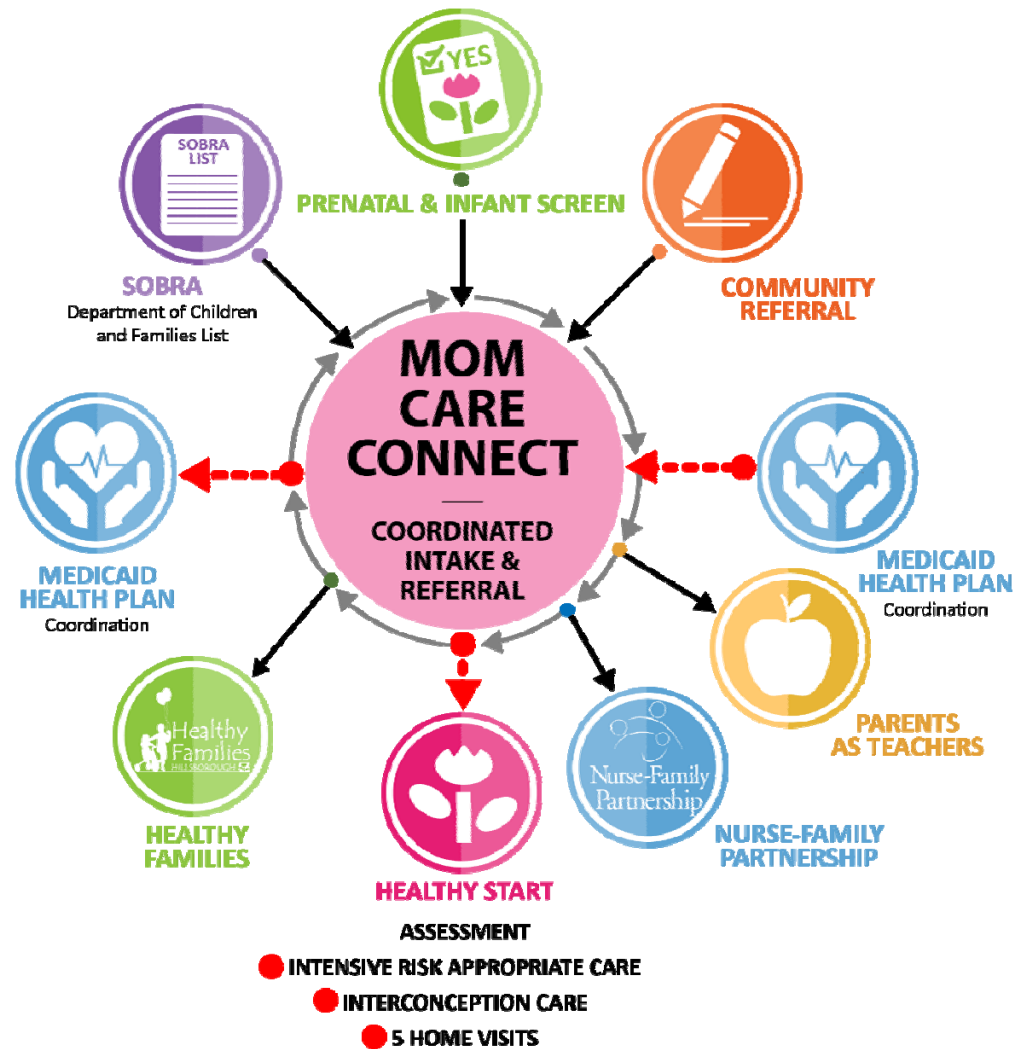 YES
SOBRA
LIST
PRENATAL & INFANT SCREEN
SOBRA
Department of Children
and Families List
COMMUNITY
REFERRAL
MOM
CARE
CONNECT
COORDINATED
INTAKE &
REFERRAL
MEDICAID
HEALTH PLAN
Coordination
MEDICAID
HEALTH PLAN
Coordination
PARENTS
AS TEACHERS
Healthy
Families
HILLSBOROUGH
HEALTHY
FAMILIES
Nurse-Family
Partnership
NURSE-FAMILY
PARTNERSHIP
HEALTHY START
ASSESSMENT
INTENSIVE RISK APPROPRIATE CARE
INTERCONCEPTION CARE
5 HOME VISITS